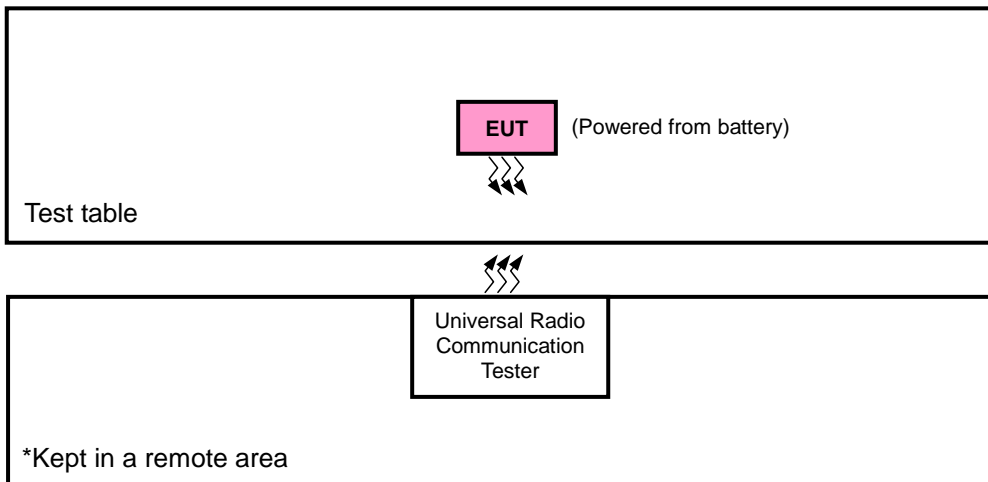 EUT
(Powered from battery)
Test table
Universal Radio
Communication
Tester
*Kept in a remote area